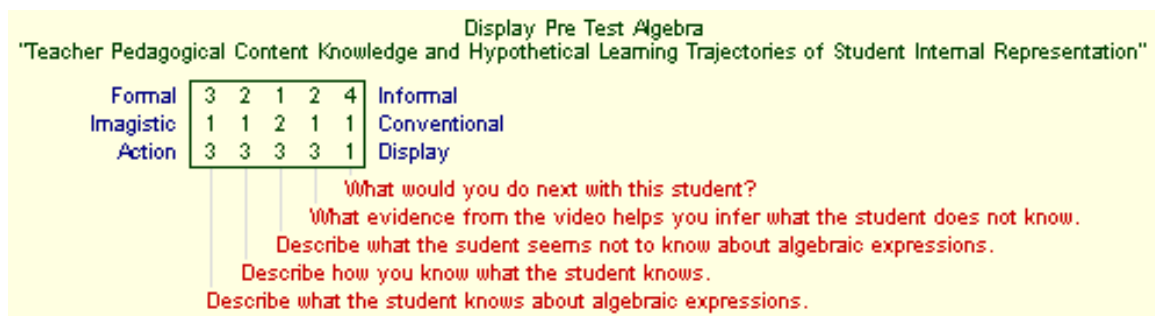 Display Pre Test Algebra
"Teacher Pedagogical Content Knowledge and Hypothetical Learning Trajectories of Student Internal Representation"
Formal 3 2 1 2 4 Informal
Imagistic 1 1 2 1 1 Conventional
Action 3 3 3 3 1 Display
What would you do next with this student?
What evidence from the video helps you infer what the student does not know.
Describe what the sudent seems not to know about algebraic expressions.
Describe how you know what the student knows.
Describe what the student knows about algebraic expressions.